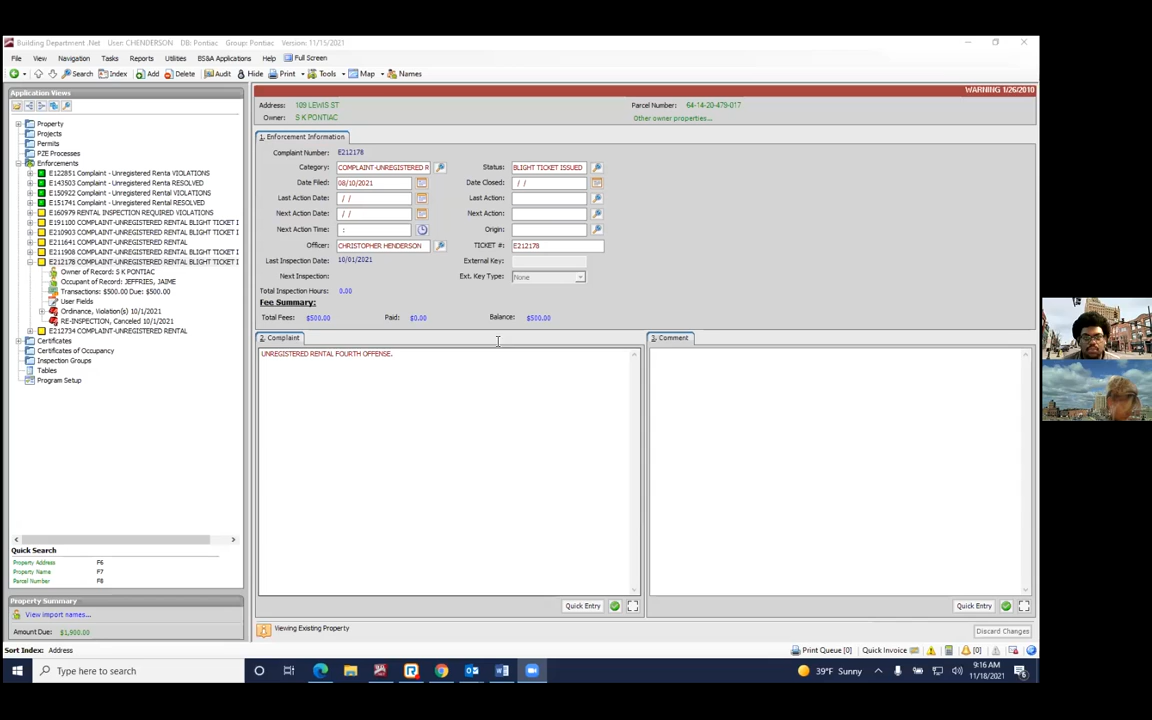 Building Department .Net User: CHENDERSON DB: Pontiac Group: Pontiac Version: 11/15/2021
File View Navigation Tasks Reports Utilities BS&A Applications Help Full Screen
Search Index Add Delete Audit Hide Print Tools Map Names
Application Views
Property
Projects
Permits
PZE Processes
Enforcements
E122851 Complaint - Unregistered Renta VIOLATIONS
E143503 Complaint - Unregistered Renta RESOLVED
E150922 Complaint - Unregistered Rental VIOLATIONS
E151741 Complaint - Unregistered Rental RESOLVED
E160979 RENTAL INSPECTION REQUIRED VIOLATIONS
E191100 COMPLAINT-UNREGISTERED RENTAL BLIGHT TICKET I
E210903 COMPLAINT-UNREGISTERED RENTAL BLIGHT TICKET I
E211641 COMPLAINT-UNREGISTERED RENTAL
E211908 COMPLAINT-UNREGISTERED RENTAL BLIGHT TICKET I
E212178 COMPLAINT-UNREGISTERED RENTAL BLIGHT TICKET I
Owner of Record: S K PONTIAC
Occupant of Record: JEFFRIES, JAIME
Transactions: $500.00 Due: $500.00
User Fields
Ordinance, Violation(s) 10/1/2021
RE-INSPECTION, Canceled 10/1/2021
E212734 COMPLAINT-UNREGISTERED RENTAL
Certificates
Certificates of Occupancy
Inspection Groups
Tables
Program Setup
Quick Search
Property Address F6
Property Name F7
Parcel Number F8
Property Summary
View import names...
Amount Due: $1,900.00
Sort Index: Address
WARNING 1/26/2010
Address: 109 LEWIS ST Parcel Number: 64-14-20-479-017
Owner: S K PONTIAC Other owner properties...
1. Enforcement Information
Complaint Number: E212178
Category: COMPLAINT-UNREGISTERED R Status: BLIGHT TICKET ISSUED
Date Filed: 08/10/2021 Date Closed: / /
Last Action Date: / / Last Action:
Next Action Date: / / Next Action:
Next Action Time: : Origin:
Officer: CHRISTOPHER HENDERSON TICKET #: E212178
Last Inspection Date: 10/01/2021 External Key:
Next Inspection: Ext. Key Type: None
Total Inspection Hours: 0.00
Fee Summary:
Total Fees: $500.00 Paid: $0.00 Balance: $500.00
2. Complaint 3. Comment
UNREGISTERED RENTAL FOURTH OFFENSE.
Quick Entry Quick Entry
Viewing Existing Property Discard Changes
Print Queue [0] Quick Invoice [0]
Type here to search 39°F Sunny 9:16 AM
11/18/2021 6